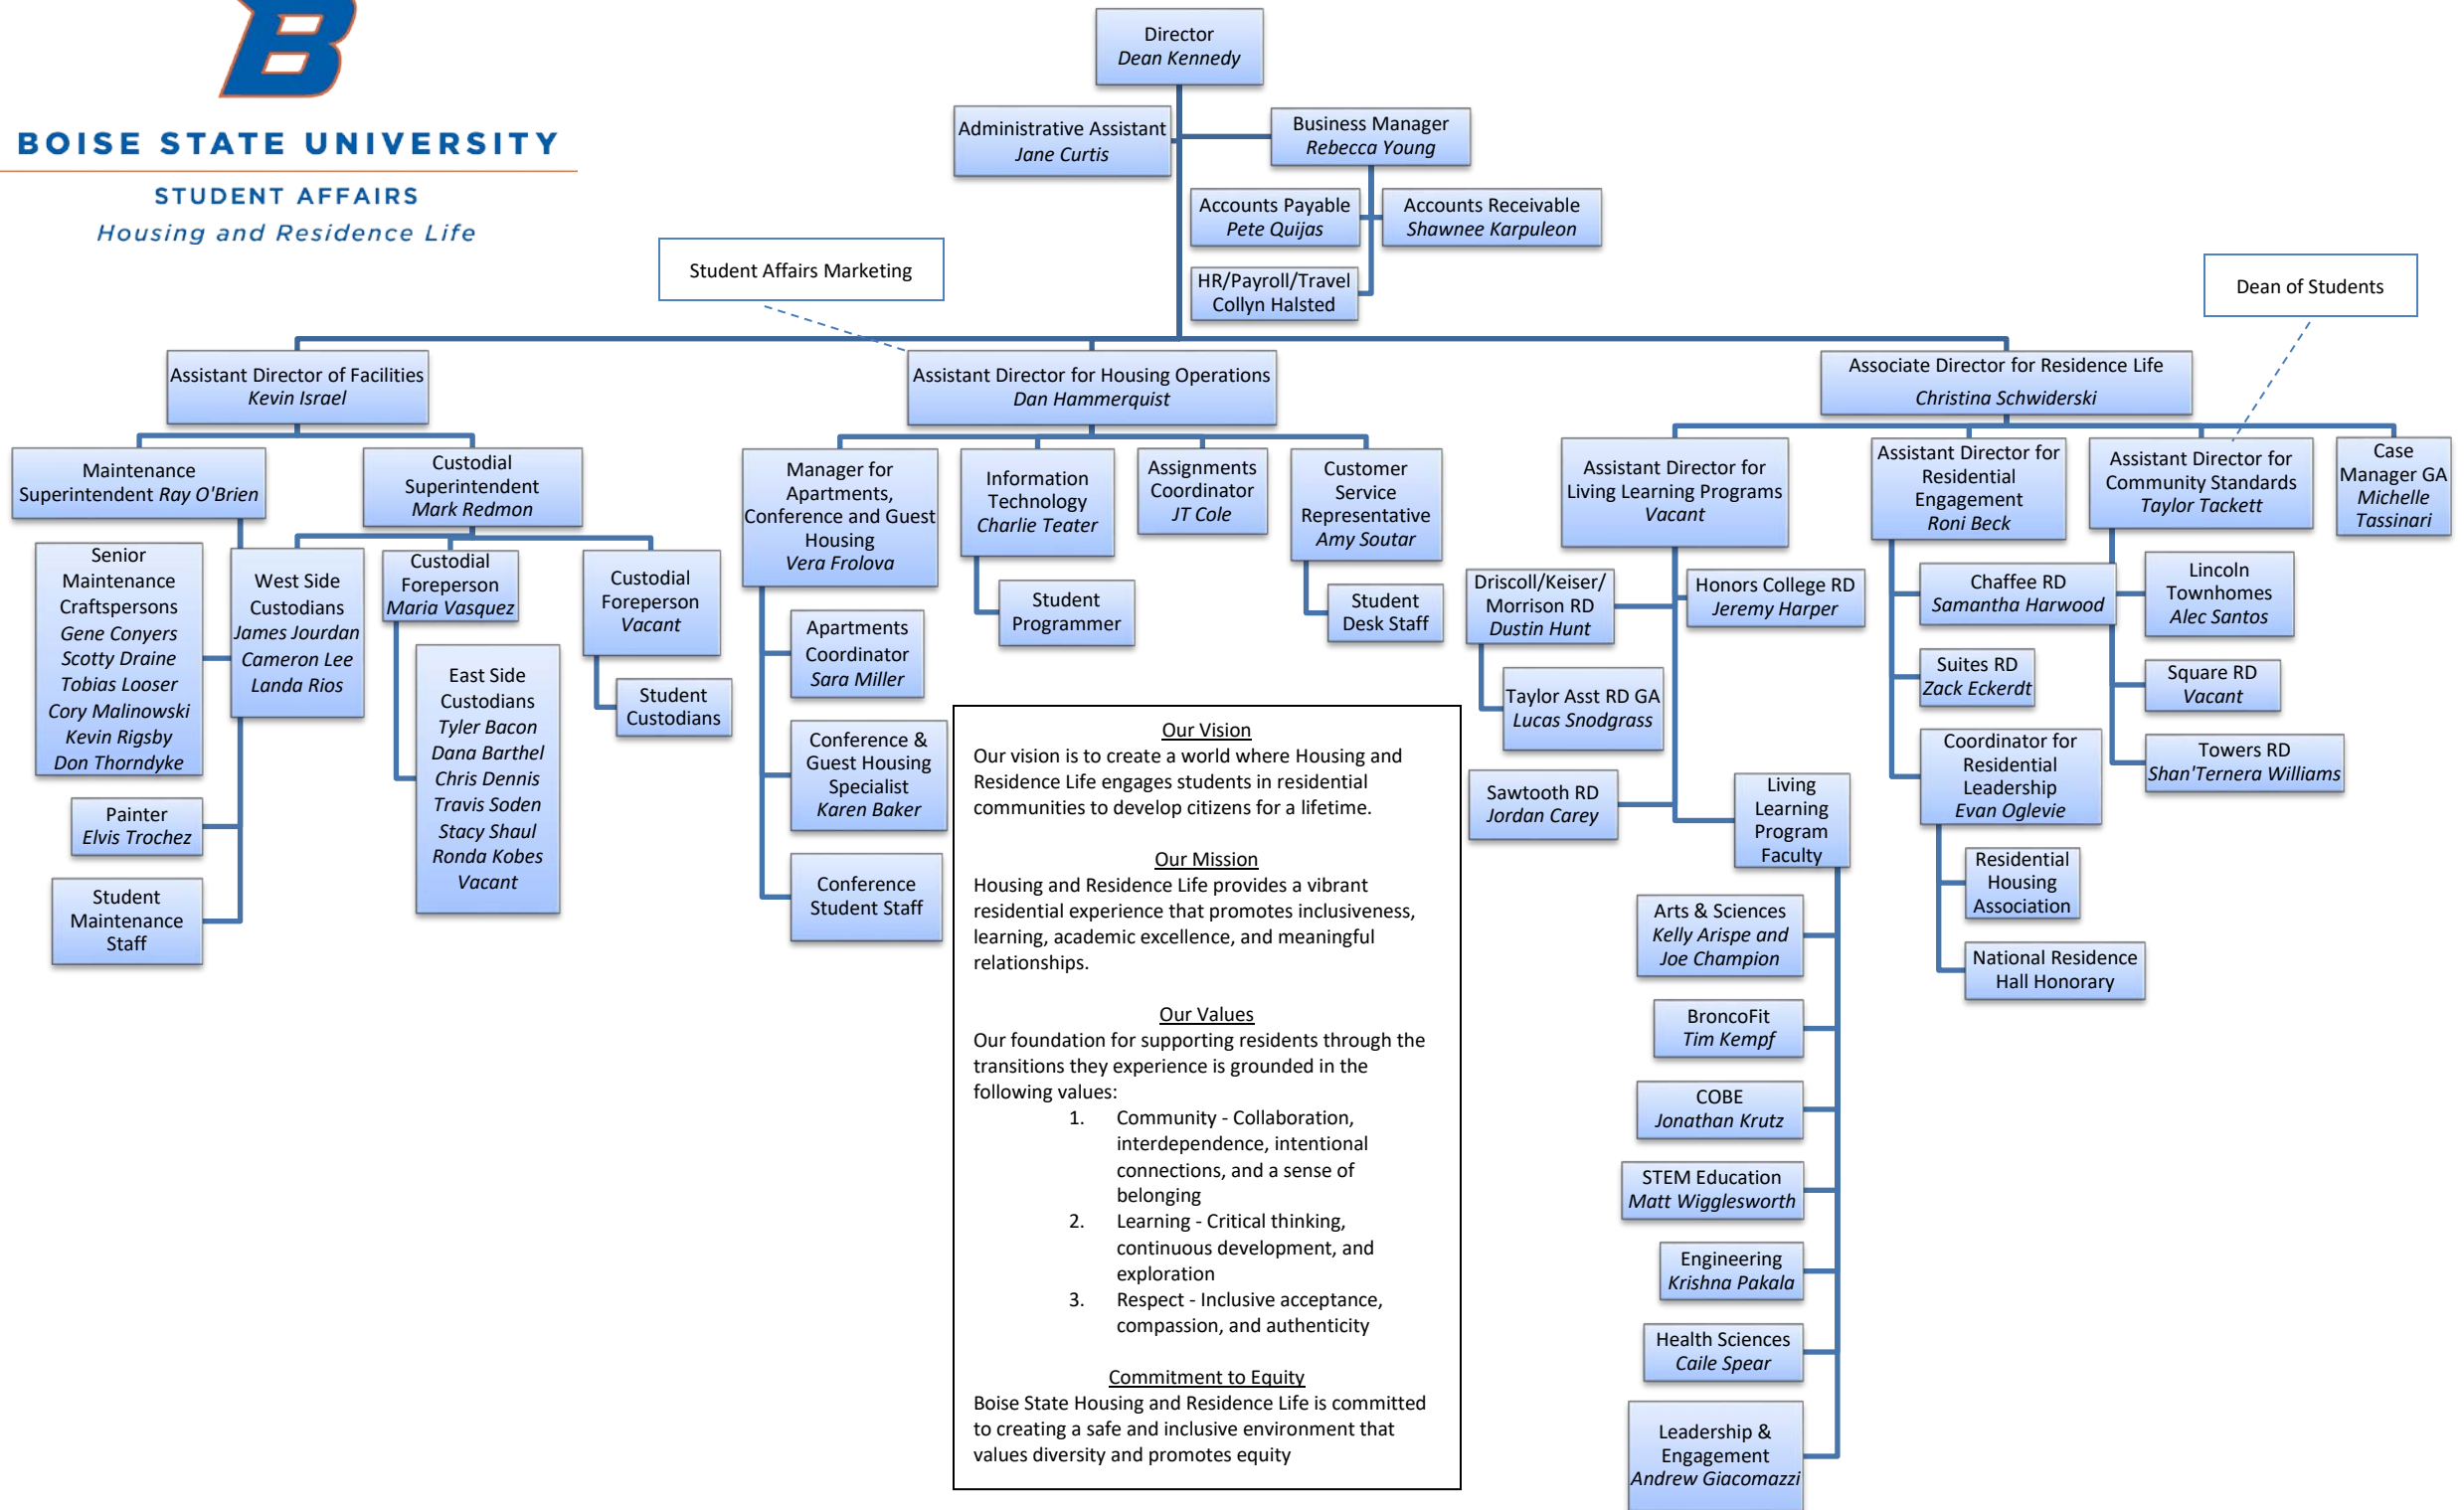 B
BOISE STATE UNIVERSITY
STUDENT AFFAIRS
Housing and Residence Life
Director
Dean Kennedy
Administrative Assistant
Jane Curtis
Business Manager
Rebecca Young
Accounts Payable
Pete Quijas
Accounts Receivable
Shawnee Karpuleon
HR/Payroll/Travel
Collyn Halsted
Student Affairs Marketing
Dean of Students
Assistant Director of Facilities
Kevin Israel
Assistant Director for Housing Operations
Dan Hammerquist
Associate Director for Residence Life
Christina Schwiderski
Maintenance
Superintendent Ray O'Brien
Custodial
Superintendent
Mark Redmon
Senior
Maintenance
Craftspersons
Gene Conyers
Scotty Draine
Tobias Looser
Cory Malinowski
Kevin Rigsby
Don Thorndyke
Painter
Elvis Trochez
Student
Maintenance
Staff
West Side
Custodians
James Jourdan
Cameron Lee
Landa Rios
Custodial
Foreperson
Maria Vasquez
East Side
Custodians
Tyler Bacon
Dana Barthel
Chris Dennis
Travis Soden
Stacy Shaul
Ronda Kobes
Vacant
Custodial
Foreperson
Vacant
Student
Custodians
Manager for
Apartments,
Conference and Guest
Housing
Vera Frolova
Apartments
Coordinator
Sara Miller
Conference &
Guest Housing
Specialist
Karen Baker
Conference
Student Staff
Information
Technology
Charlie Teater
Student
Programmer
Assignments
Coordinator
JT Cole
Customer
Service
Representative
Amy Soutar
Student
Desk Staff
Our Vision
Our vision is to create a world where Housing and
Residence Life engages students in residential
communities to develop citizens for a lifetime.
Our Mission
Housing and Residence Life provides a vibrant
residential experience that promotes inclusiveness,
learning, academic excellence, and meaningful
relationships.
Our Values
Our foundation for supporting residents through the
transitions they experience is grounded in the
following values:
1. Community - Collaboration,
interdependence, intentional
connections, and a sense of
belonging
2. Learning - Critical thinking,
continuous development, and
exploration
3. Respect - Inclusive acceptance,
compassion, and authenticity
Commitment to Equity
Boise State Housing and Residence Life is committed
to creating a safe and inclusive environment that
values diversity and promotes equity
Assistant Director for
Living Learning Programs
Vacant
Driscoll/Keiser/
Morrison RD
Dustin Hunt
Taylor Asst RD GA
Lucas Snodgrass
Honors College RD
Jeremy Harper
Sawtooth RD
Jordan Carey
Living
Learning
Program
Faculty
Arts & Sciences
Kelly Arispe and
Joe Champion
BroncoFit
Tim Kempf
COBE
Jonathan Krutz
STEM Education
Matt Wigglesworth
Engineering
Krishna Pakala
Health Sciences
Caile Spear
Leadership &
Engagement
Andrew Giacomazzi
Assistant Director for
Residential
Engagement
Roni Beck
Chaffee RD
Samantha Harwood
Suites RD
Zack Eckerdt
Coordinator for
Residential
Leadership
Evan Oglevie
Residential
Housing
Association
National Residence
Hall Honorary
Assistant Director for
Community Standards
Taylor Tackett
Lincoln
Townhomes
Alec Santos
Square RD
Vacant
Towers RD
Shan'Ternera Williams
Case
Manager GA
Michelle
Tassinari